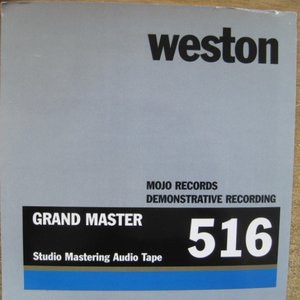 weston
MOJO RECORDS
DEMONSTRATIVE RECORDING
GRAND MASTER
516
Studio Mastering Audio Tape